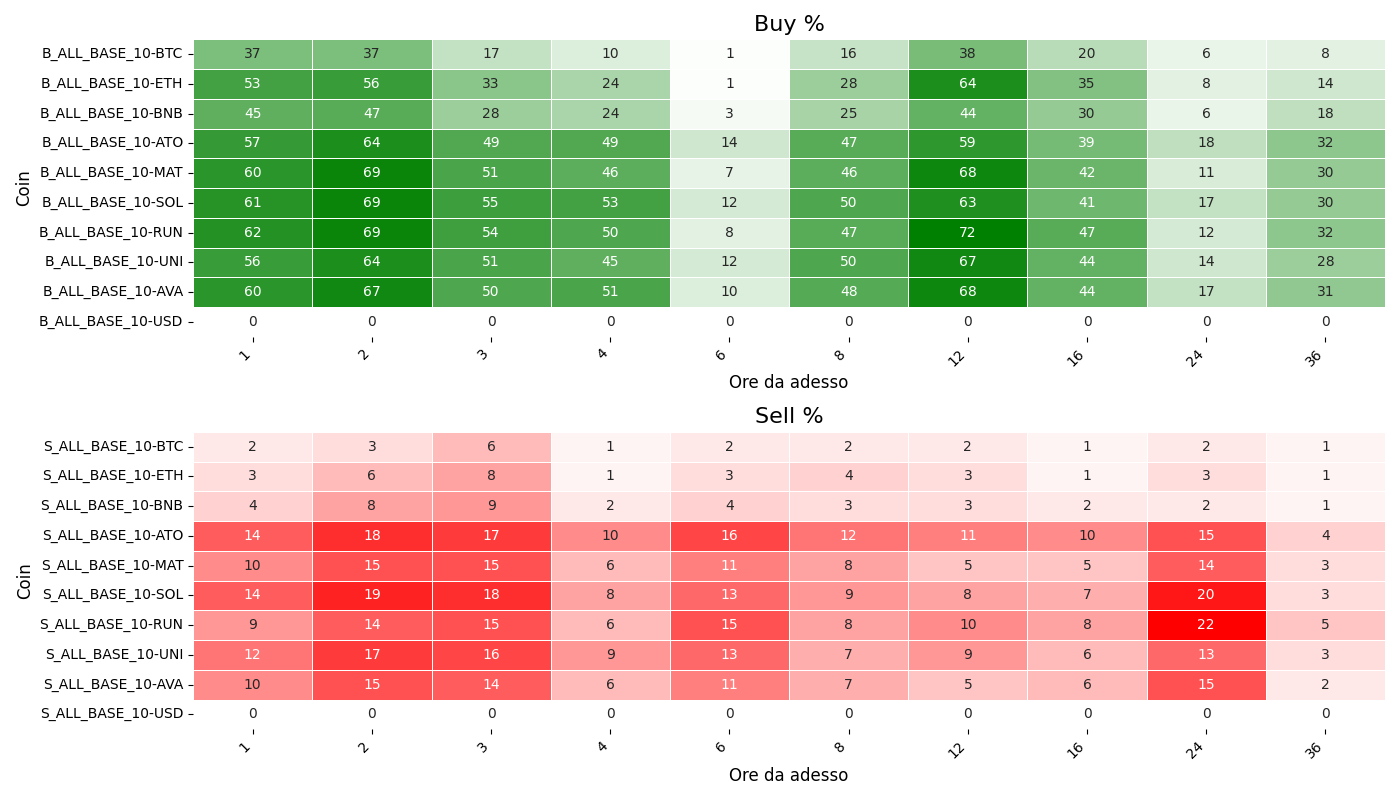 Buy %
Coin
B_ALL_BASE_10-BTC 37 37 17 10 1 16 38 20 6 8
B_ALL_BASE_10-ETH 53 56 33 24 1 28 64 35 8 14
B_ALL_BASE_10-BNB 45 47 28 24 3 25 44 30 6 18
B_ALL_BASE_10-ATO 57 64 49 49 14 47 59 39 18 32
B_ALL_BASE_10-MAT 60 69 51 46 7 46 68 42 11 30
B_ALL_BASE_10-SOL 61 69 55 53 12 50 63 41 17 30
B_ALL_BASE_10-RUN 62 69 54 50 8 47 72 47 12 32
B_ALL_BASE_10-UNI 56 64 51 45 12 50 67 44 14 28
B_ALL_BASE_10-AVA 60 67 50 51 10 48 68 44 17 31
B_ALL_BASE_10-USD 0 0 0 0 0 0 0 0 0 0
1 2 3 4 6 8 12 16 24 36
Ore da adesso
Sell %
Coin
S_ALL_BASE_10-BTC 2 3 6 1 2 2 2 1 2 1
S_ALL_BASE_10-ETH 3 6 8 1 3 4 3 1 3 1
S_ALL_BASE_10-BNB 4 8 9 2 4 3 3 2 2 1
S_ALL_BASE_10-ATO 14 18 17 10 16 12 11 10 15 4
S_ALL_BASE_10-MAT 10 15 15 6 11 8 5 5 14 3
S_ALL_BASE_10-SOL 14 19 18 8 13 9 8 7 20 3
S_ALL_BASE_10-RUN 9 14 15 6 15 8 10 8 22 5
S_ALL_BASE_10-UNI 12 17 16 9 13 7 9 6 13 3
S_ALL_BASE_10-AVA 10 15 14 6 11 7 5 6 15 2
S_ALL_BASE_10-USD 0 0 0 0 0 0 0 0 0 0
1 2 3 4 6 8 12 16 24 36
Ore da adesso